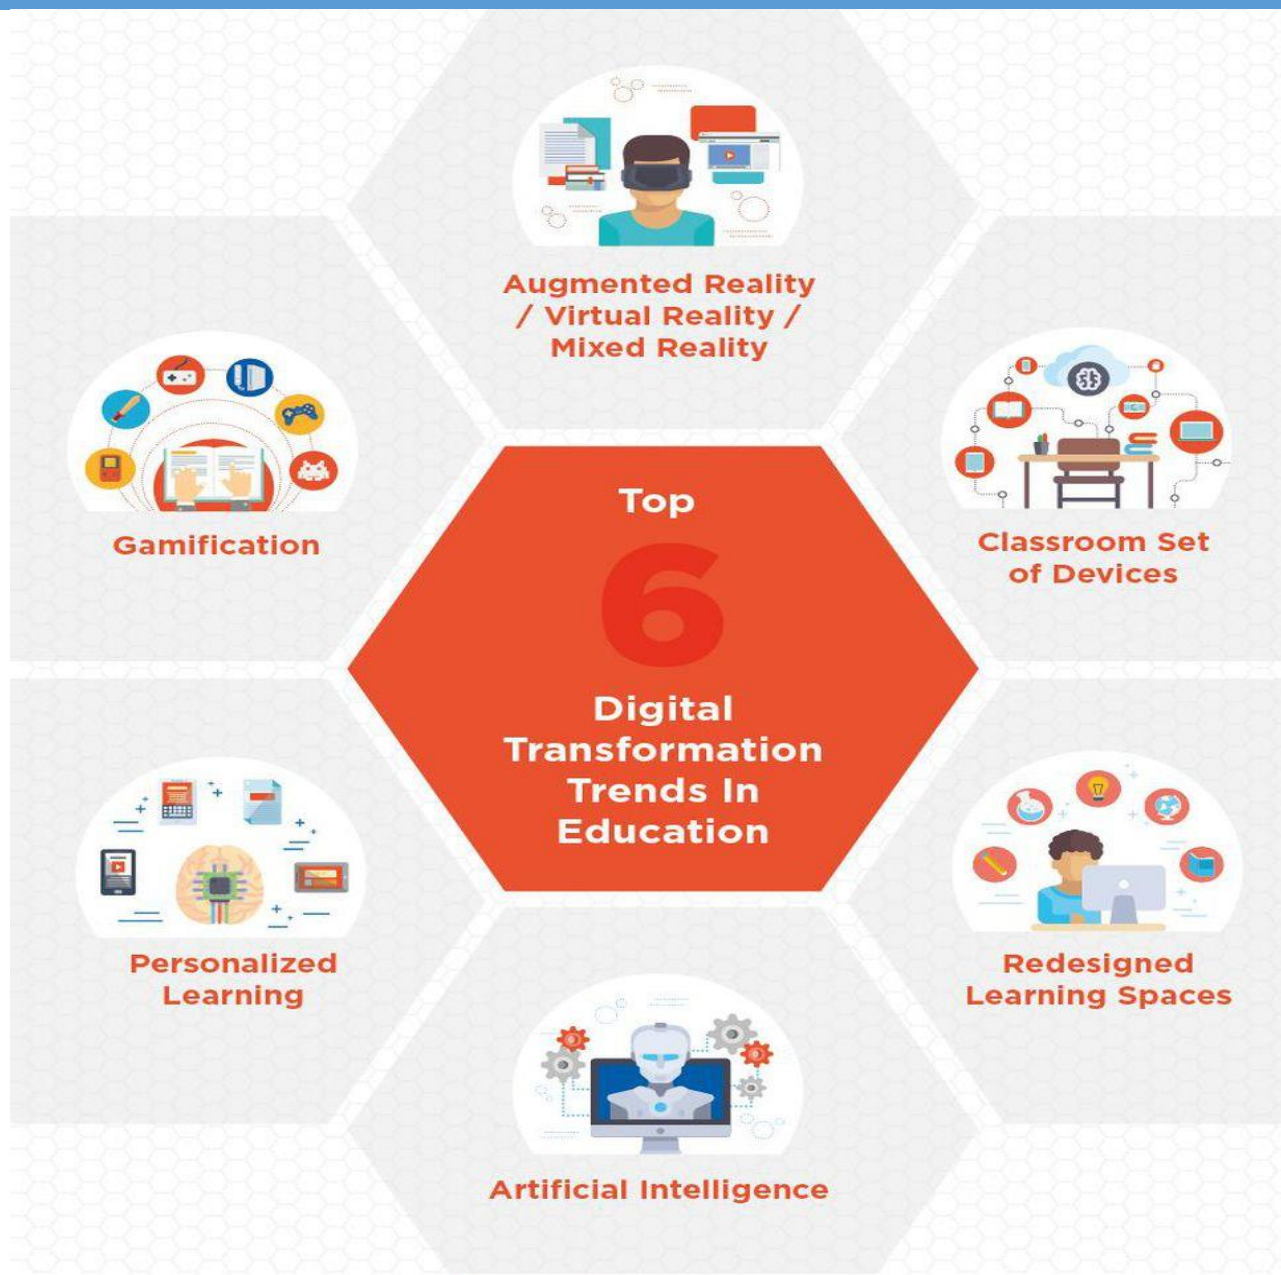 Top
6
Digital
Transformation
Trends In
Education
Augmented Reality
/ Virtual Reality /
Mixed Reality
Classroom Set
of Devices
Redesigned
Learning Spaces
Artificial Intelligence
Personalized
Learning
Gamification